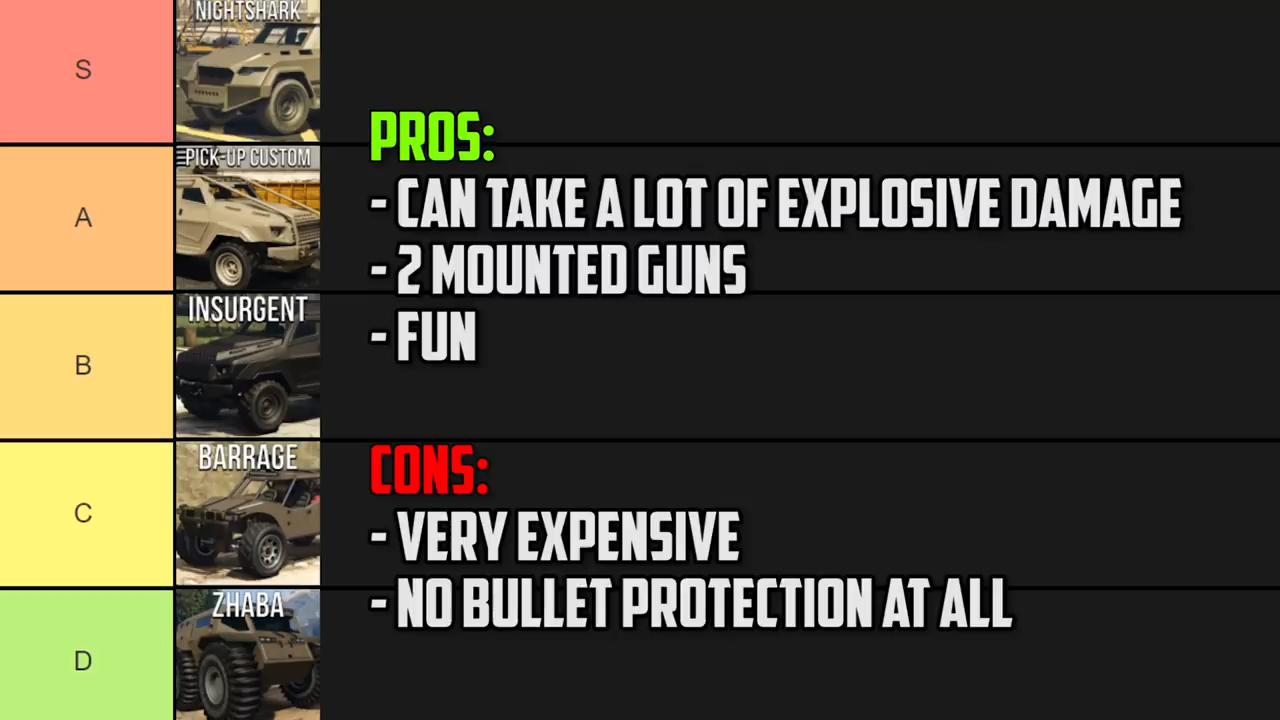 S
NIGHTSHARK
PROS:
A
PICK-UP CUSTOM
- CAN TAKE A LOT OF EXPLOSIVE DAMAGE
- 2 MOUNTED GUNS
B
INSURGENT
- FUN
C
BARRAGE
CONS:
- VERY EXPENSIVE
D
ZHABA
- NO BULLET PROTECTION AT ALL